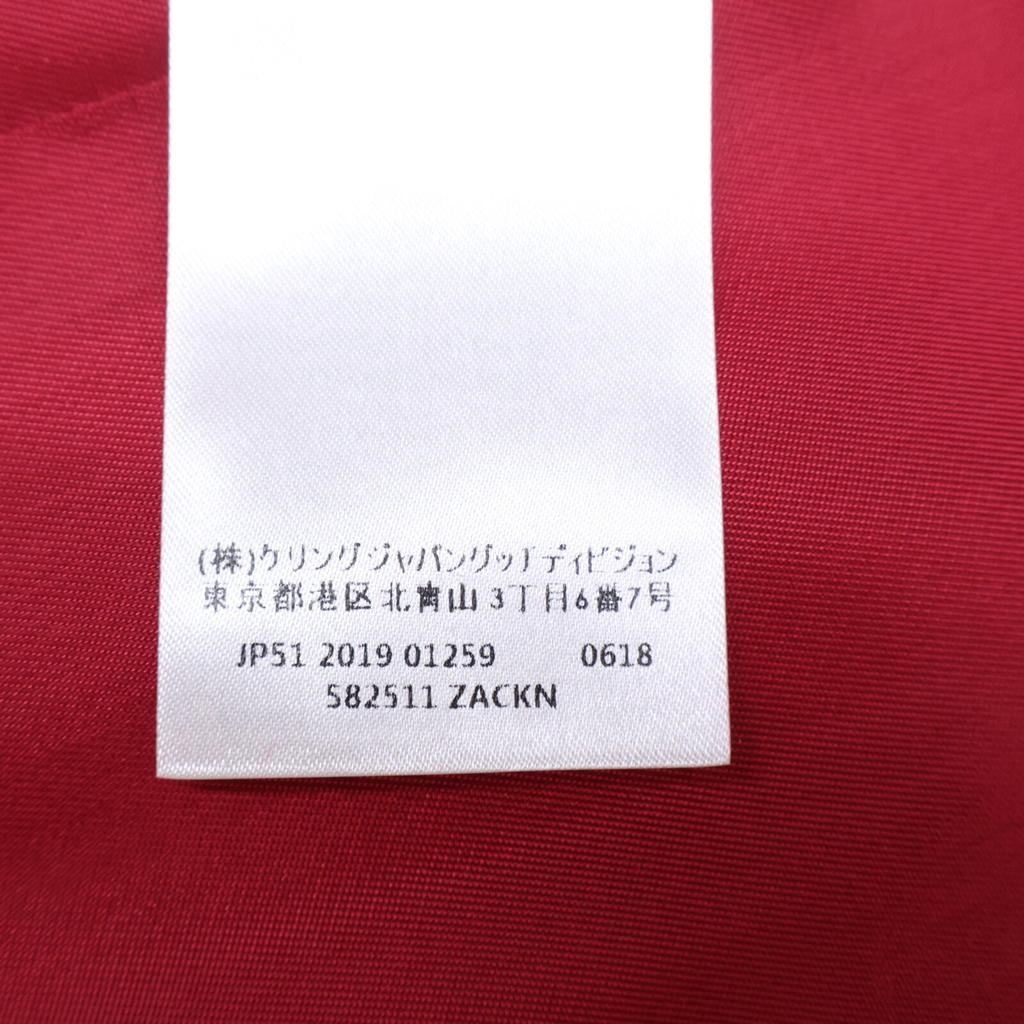 (株)ケリングジャパングッチディビジョン
東京都港区北青山3丁目6番7号
JP51 2019 01259 0618
582511 ZACKN